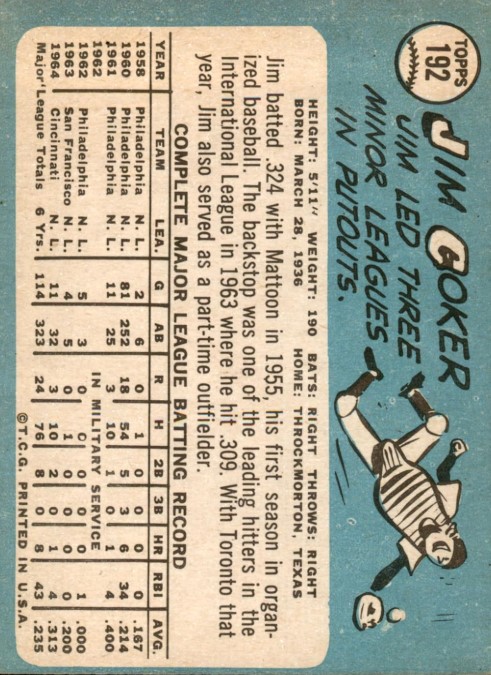 TOPPS
192
JIM COKER
JIM LED THREE
MINOR LEAGUES
IN PUTOUTS.
HEIGHT: 5'11" WEIGHT: 190 BATS: RIGHT THROWS: RIGHT
BORN: MARCH 28, 1936 HOME: THROCKMORTON, TEXAS
Jim batted .324 with Mattoon in 1955, his first season in organ-
ized baseball. The backstop was one of the leading hitters in the
International League in 1963 where he hit .309. With Toronto that
year, Jim also served as a part-time outfielder.
COMPLETE MAJOR LEAGUE BATTING RECORD
YEAR TEAM LEA. G AB R H 2B 3B HR RBI AVG.
1958 Philadelphia N. L. 2 6 0 1 0 0 0 0 .167
1960 Philadelphia N. L. 81 252 18 54 5 3 6 34 .214
1961 Philadelphia N. L. 11 25 3 10 1 0 1 4 .400
1962 IN MILITARY SERVICE
1962 Philadelphia N. L. 5 3 0 0 0 0 0 1 .000
1963 San Francisco N. L. 4 5 0 1 0 0 0 0 .200
1964 Cincinnati N. L. 11 32 3 10 2 0 1 4 .313
Major League Totals 6 Yrs. 114 323 24 76 8 3 8 43 .235
© T.C.G. PRINTED IN U.S.A.